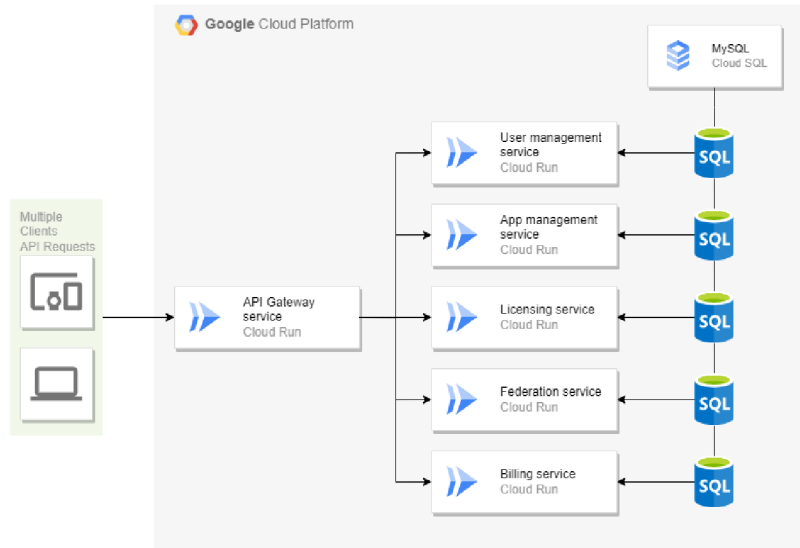 Google Cloud Platform
MySQL
Cloud SQL
User management
service
Cloud Run
SQL
App management
service
Cloud Run
SQL
Multiple
Clients
API Requests
API Gateway
service
Cloud Run
Licensing service
Cloud Run
SQL
Federation service
Cloud Run
SQL
Billing service
Cloud Run
SQL